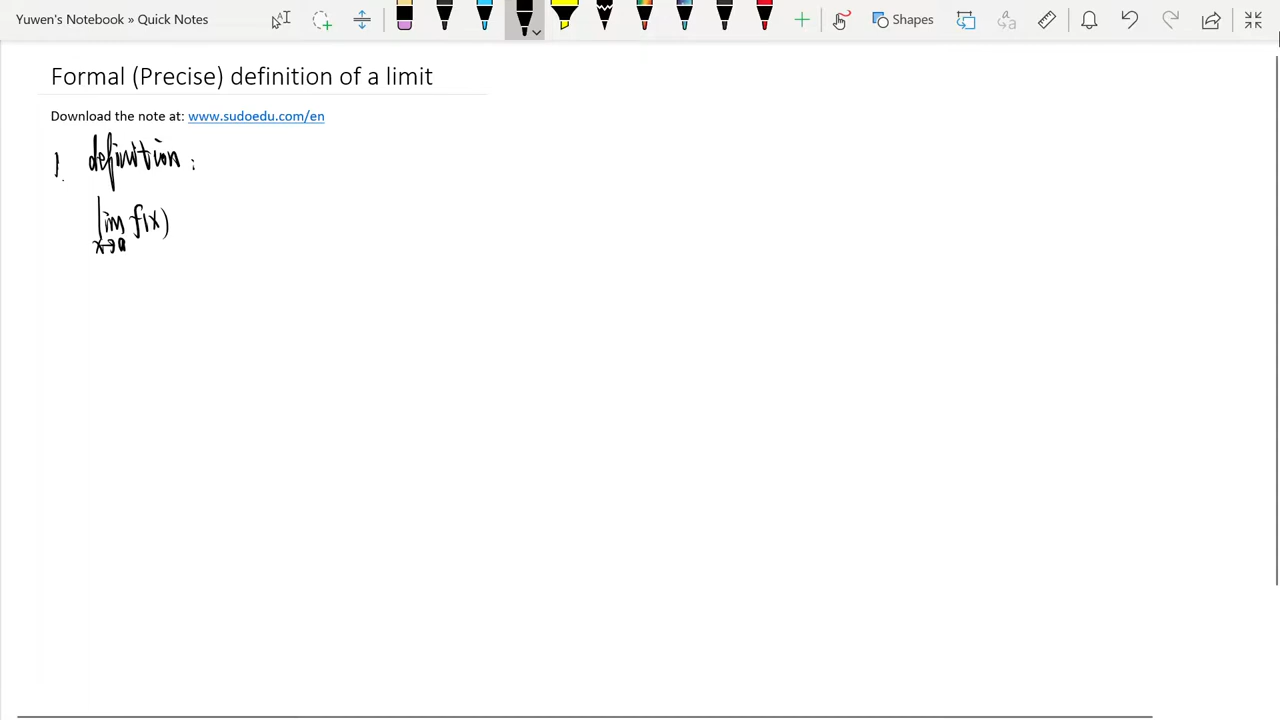 Yuwen's Notebook » Quick Notes
Shapes
Formal (Precise) definition of a limit
Download the note at: www.sudoedu.com/en
1. definition:
lim f(x)
x→a